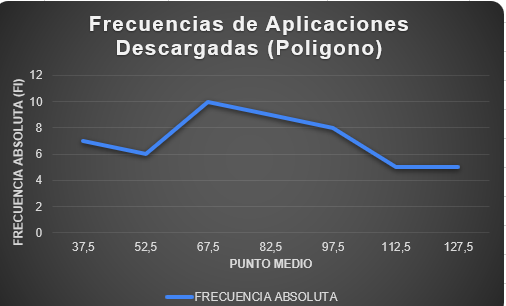 Frecuencias de Aplicaciones
Descargadas (Poligono)
FRECUENCIA ABSOLUTA (FI)
12
10
8
6
4
2
0
37,5 52,5 67,5 82,5 97,5 112,5 127,5
PUNTO MEDIO
FRECUENCIA ABSOLUTA